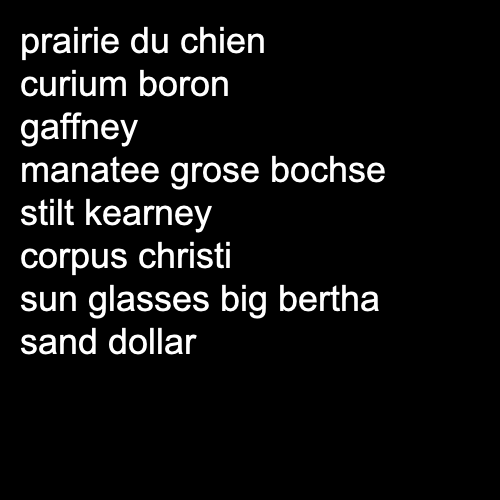 prairie du chien
curium boron
gaffney
manatee grose bochse
stilt kearney
corpus christi
sun glasses big bertha
sand dollar